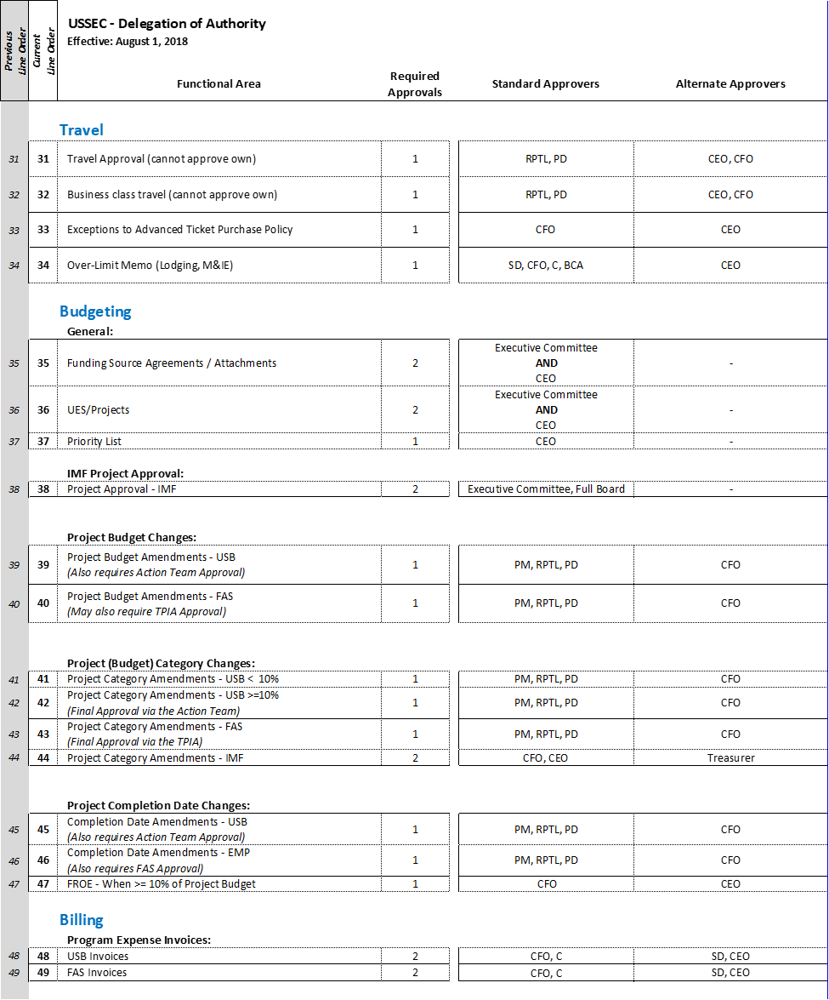 Previous
Line Order
Current
Line Order
USSEC - Delegation of Authority
Effective: August 1, 2018
Functional Area
Required
Approvals
Standard Approvers
Alternate Approvers
Travel
31 31 Travel Approval (cannot approve own) 1 RPTL, PD CEO, CFO
32 32 Business class travel (cannot approve own) 1 RPTL, PD CEO, CFO
33 33 Exceptions to Advanced Ticket Purchase Policy 1 CFO CEO
34 34 Over-Limit Memo (Lodging, M&IE) 1 SD, CFO, C, BCA CEO
Budgeting
General:
Executive Committee
35 35 Funding Source Agreements / Attachments 2 AND -
CEO
Executive Committee
36 36 UES/Projects 2 AND -
CEO
37 37 Priority List 1 CEO -
IMF Project Approval:
38 38 Project Approval - IMF 2 Executive Committee, Full Board -
Project Budget Changes:
39 39 Project Budget Amendments - USB 1 PM, RPTL, PD CFO
(Also requires Action Team Approval)
40 40 Project Budget Amendments - FAS 1 PM, RPTL, PD CFO
(May also require TPIA Approval)
Project (Budget) Category Changes:
41 41 Project Category Amendments - USB < 10% 1 PM, RPTL, PD CFO
42 42 Project Category Amendments - USB >=10% 1 PM, RPTL, PD CFO
(Final Approval via the Action Team)
43 43 Project Category Amendments - FAS 1 PM, RPTL, PD CFO
(Final Approval via the TPIA)
44 44 Project Category Amendments - IMF 2 CFO, CEO Treasurer
Project Completion Date Changes:
45 45 Completion Date Amendments - USB 1 PM, RPTL, PD CFO
(Also requires Action Team Approval)
46 46 Completion Date Amendments - EMP 1 PM, RPTL, PD CFO
(Also requires FAS Approval)
47 47 FROE - When >= 10% of Project Budget 1 CFO CEO
Billing
Program Expense Invoices:
48 48 USB Invoices 2 CFO, C SD, CEO
49 49 FAS Invoices 2 CFO, C SD, CEO